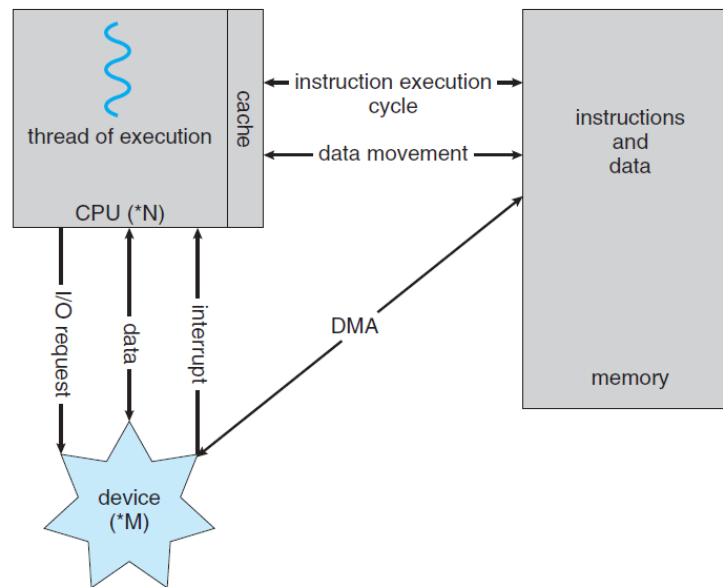 thread of execution
cache
CPU (*N)
instruction execution
cycle
data movement
instructions
and
data
memory
I/O request
data
interrupt
DMA
device
(*M)